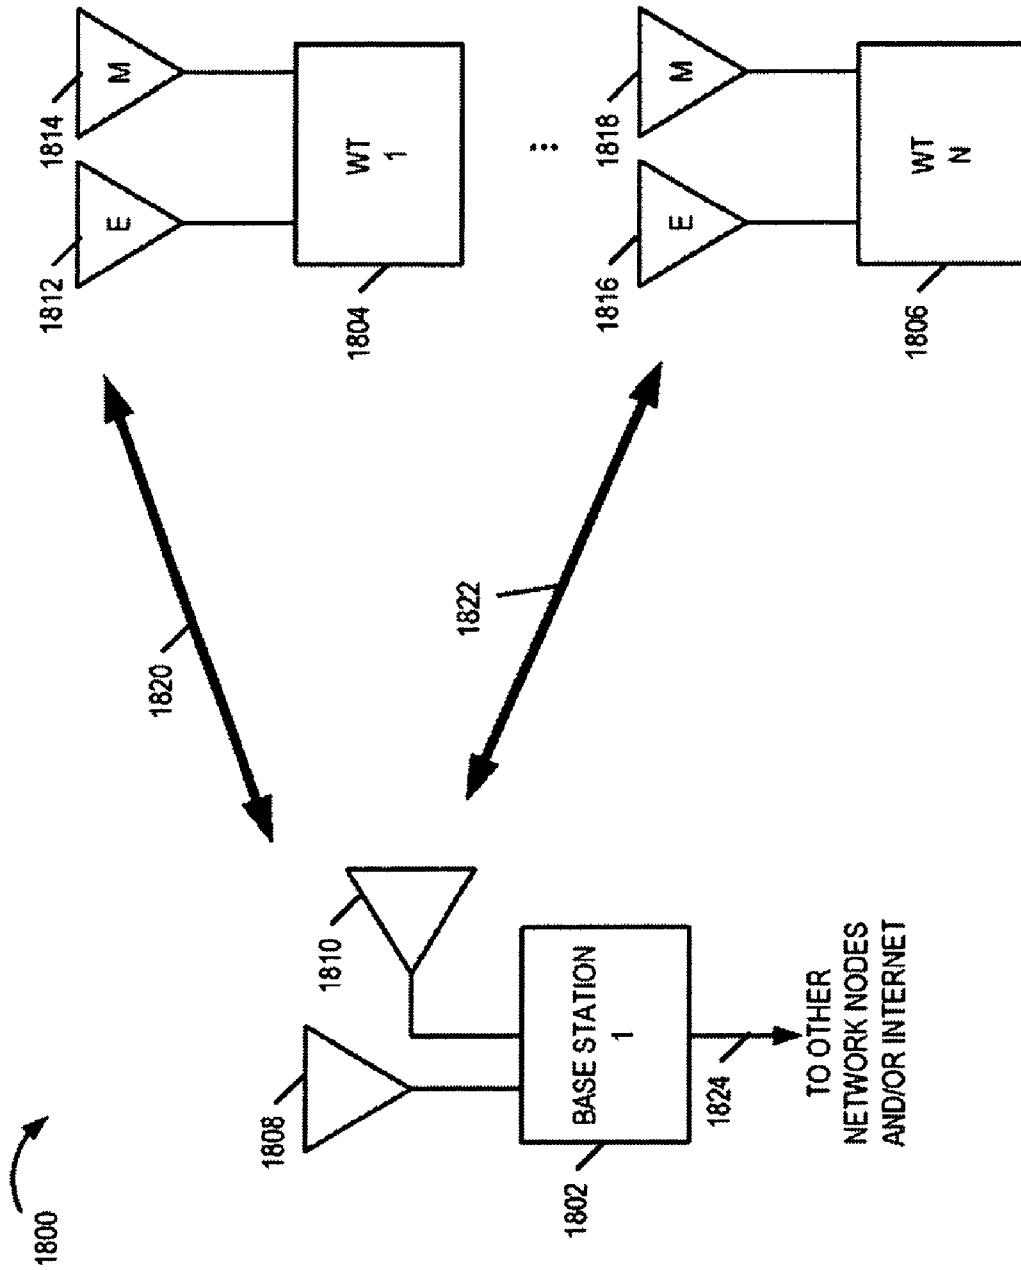 1800
1808
1810
BASE STATION
1
1802
1824
TO OTHER
NETWORK NODES
AND/OR INTERNET
1820
1822
1812
E
1814
M
WT
1
1804
⋮
1816
E
1818
M
WT
N
1806